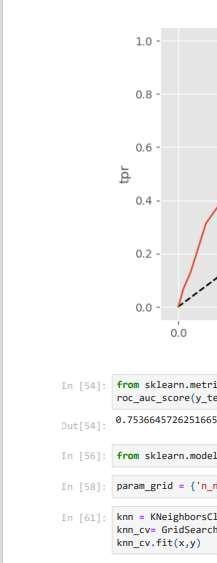 1.0
0.8
0.6
tpr
0.4
0.2
0.0
0.0
In [54]: from sklearn.metri
roc_auc_score(y_te
Out[54]: 0.7536645726251665
In [56]: from sklearn.model
In [58]: param_grid = {'n_n
In [61]: knn = KNeighborsCl
knn_cv= GridSearch
knn_cv.fit(x,y)